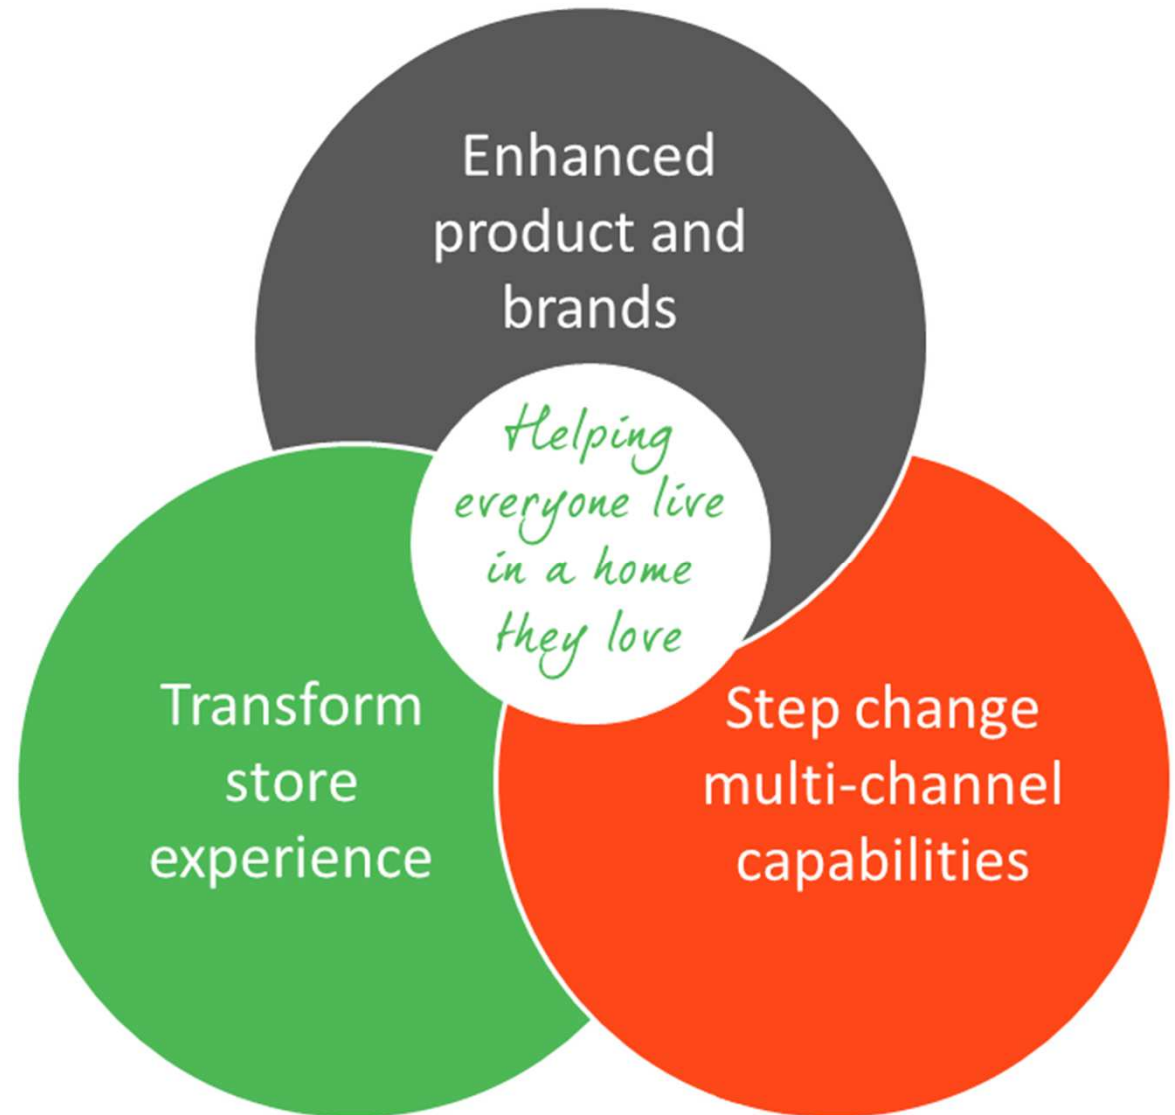 Enhanced
product and
brands
Helping
everyone live
in a home
they love
Transform
store
experience
Step change
multi-channel
capabilities